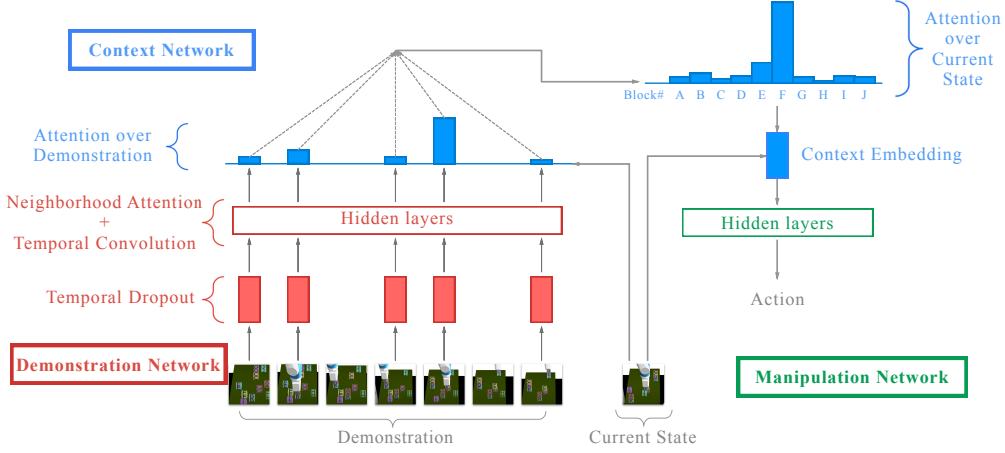 Context Network
Attention
over
Current
State
Block#
A
B
C
D
E
F
G
H
I
J
Attention over
Demonstration
Context Embedding
Neighborhood Attention
+
Temporal Convolution
Hidden layers
Hidden layers
Temporal Dropout
Action
Demonstration Network
Manipulation Network
Demonstration
Current State